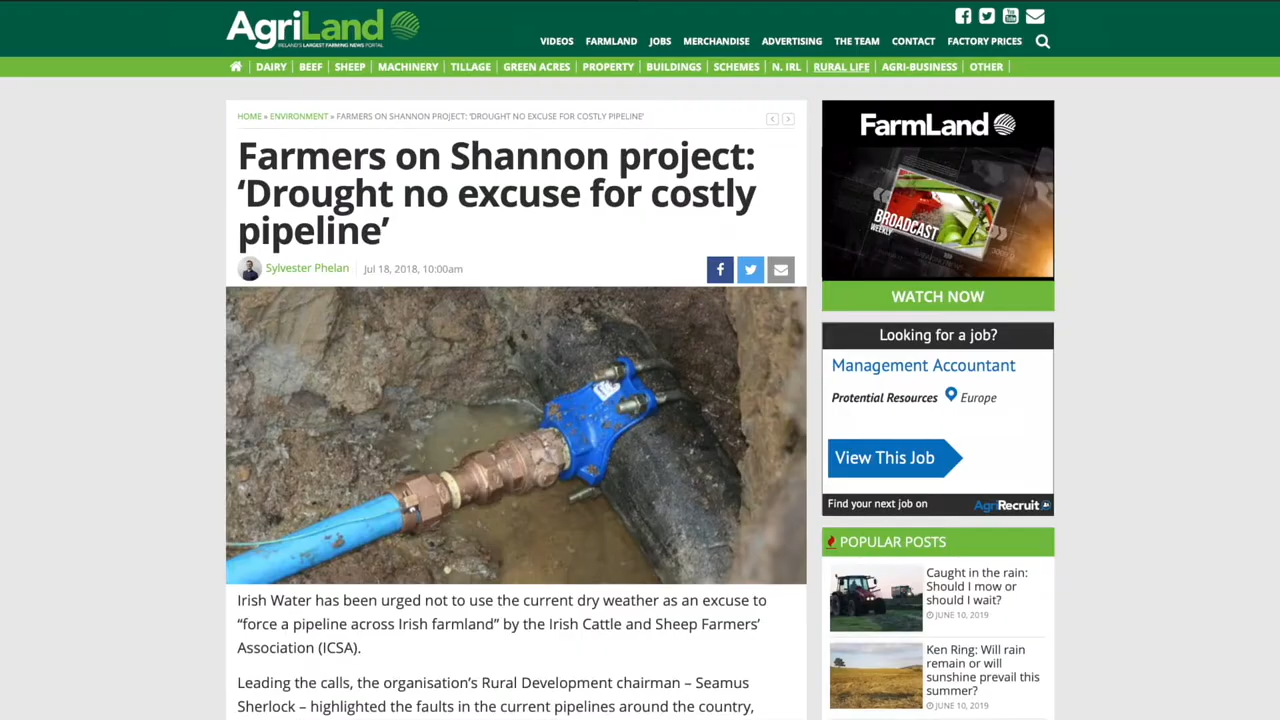 AgriLand
IRELAND'S LARGEST FARMING NEWS PORTAL
VIDEOS FARMLAND JOBS MERCHANDISE ADVERTISING THE TEAM CONTACT FACTORY PRICES
DAIRY | BEEF | SHEEP | MACHINERY | TILLAGE | GREEN ACRES | PROPERTY | BUILDINGS | SCHEMES | N. IRL | RURAL LIFE | AGRI-BUSINESS | OTHER |
HOME » ENVIRONMENT » FARMERS ON SHANNON PROJECT: 'DROUGHT NO EXCUSE FOR COSTLY PIPELINE'
Farmers on Shannon project:
‘Drought no excuse for costly
pipeline’
Sylvester Phelan | Jul 18, 2018, 10:00am
Irish Water has been urged not to use the current dry weather as an excuse to
“force a pipeline across Irish farmland” by the Irish Cattle and Sheep Farmers’
Association (ICSA).
Leading the calls, the organisation’s Rural Development chairman – Seamus
Sherlock – highlighted the faults in the current pipelines around the country,
FarmLand
BROADCAST
WEEKLY
WATCH NOW
Looking for a job?
Management Accountant
Protential Resources Europe
View This Job
Find your next job on AgriRecruit
POPULAR POSTS
Caught in the rain:
Should I mow or
should I wait?
JUNE 10, 2019
Ken Ring: Will rain
remain or will
sunshine prevail this
summer?
JUNE 10, 2019